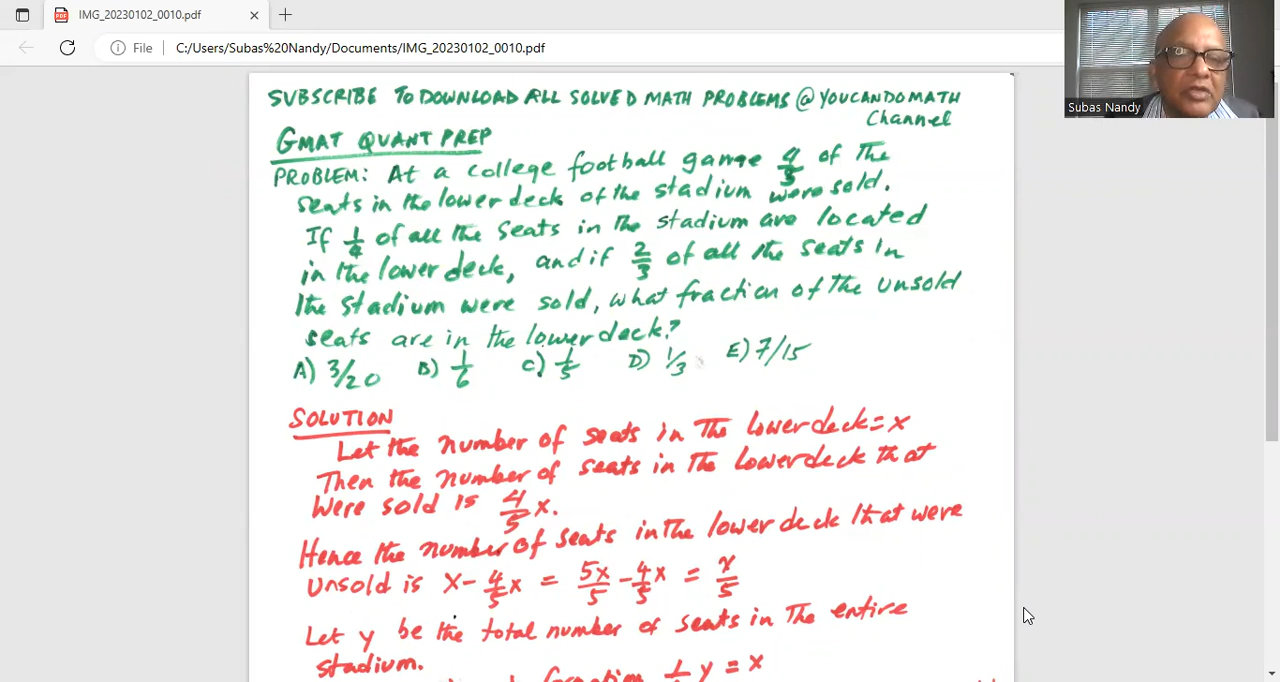 IMG_20230102_0010.pdf
File C:/Users/Subas%20Nandy/Documents/IMG_20230102_0010.pdf
Subas Nandy
SUBSCRIBE TO DOWNLOAD ALL SOLVED MATH PROBLEMS @YOUCANDOMATH
Channel
GMAT QUANT PREP
PROBLEM: At a college football gamge 4/5 of the
seats in the lower deck of the stadium were sold.
If 1/4 of all the seats in the stadium are located
in the lower deck, and if 2/3 of all the seats in
the stadium were sold, what fraction of the unsold
seats are in the lower deck?
A) 3/20 B) 1/6 C) 1/5 D) 1/3 E) 7/15
SOLUTION
Let the number of seats in the lower deck = x
Then the number of seats in the lower deck that
were sold is 4/5 x.
Hence the number of seats in the lower deck that were
unsold is x - 4/5 x = 5x/5 - 4/5 x = x/5
Let y be the total number of seats in the entire
stadium.
y = x